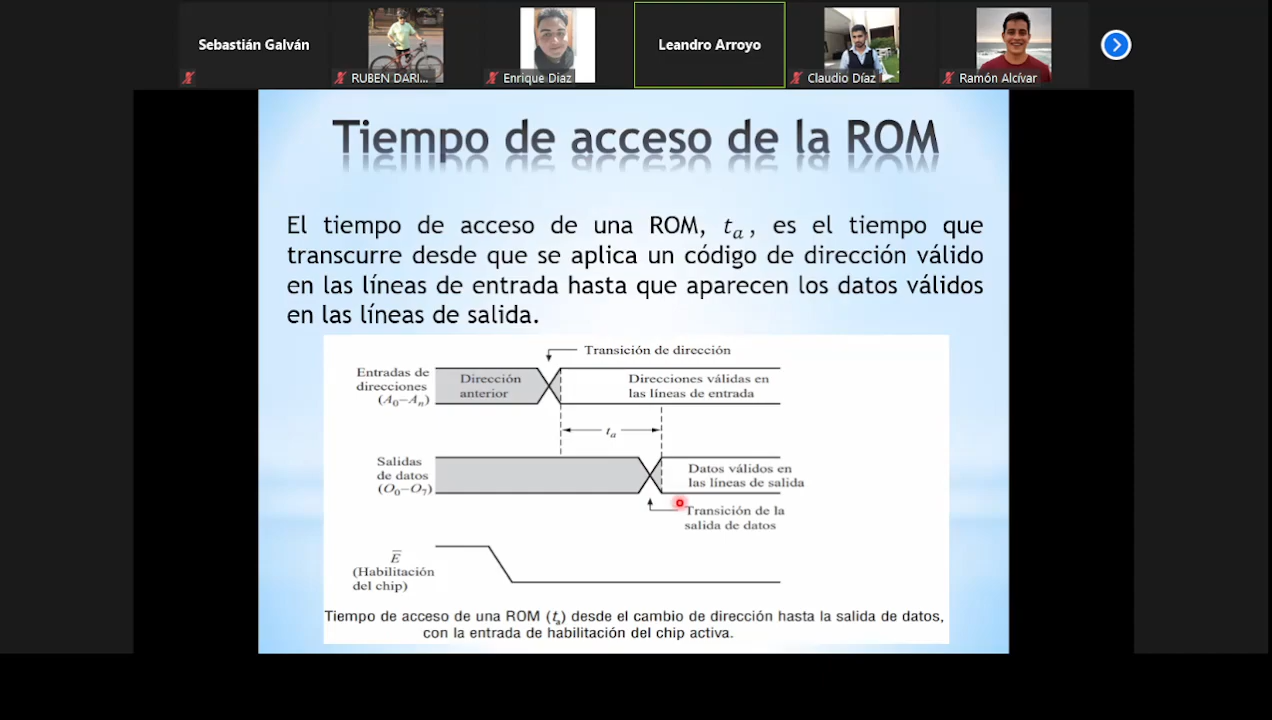 Sebastián Galván
RUBEN DARI...
Enrique Diaz
Leandro Arroyo
Claudio Díaz
Ramón Alcívar
Tiempo de acceso de la ROM
El tiempo de acceso de una ROM, tₐ, es el tiempo que
transcurre desde que se aplica un código de dirección válido
en las líneas de entrada hasta que aparecen los datos válidos
en las líneas de salida.
Transición de dirección
Entradas de
direcciones
(A₀–Aₙ)
Dirección
anterior
Direcciones válidas en
las líneas de entrada
tₐ
Salidas
de datos
(O₀–O₇)
Datos válidos en
las líneas de salida
Transición de la
salida de datos
E̅
(Habilitación
del chip)
Tiempo de acceso de una ROM (tₐ) desde el cambio de dirección hasta la salida de datos,
con la entrada de habilitación del chip activa.